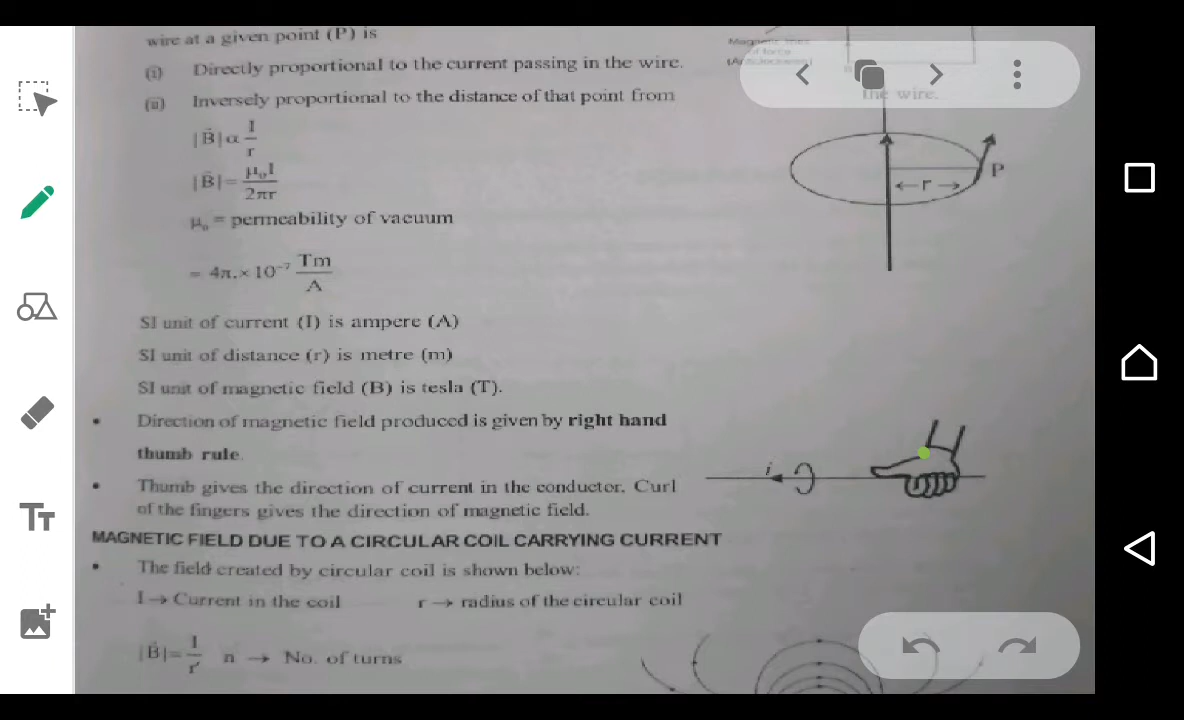 wire at a given point (P) is
(i) Directly proportional to the current passing in the wire.
(ii) Inversely proportional to the distance of that point from the wire.
|B⃗| α I/r
|B⃗| = μ₀I/2πr
P
←r→
μ₀ = permeability of vacuum
= 4π.× 10⁻⁷ Tm/A
SI unit of current (I) is ampere (A)
SI unit of distance (r) is metre (m)
SI unit of magnetic field (B) is tesla (T).
• Direction of magnetic field produced is given by right hand
thumb rule.
i
• Thumb gives the direction of current in the conductor. Curl
of the fingers gives the direction of magnetic field.
MAGNETIC FIELD DUE TO A CIRCULAR COIL CARRYING CURRENT
• The field created by circular coil is shown below:
I → Current in the coil r → radius of the circular coil
|B⃗| = I/r n → No. of turns
TT